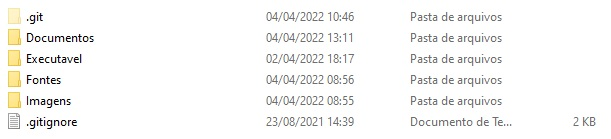 .git 04/04/2022 10:46 Pasta de arquivos
Documentos 04/04/2022 13:11 Pasta de arquivos
Executavel 02/04/2022 18:17 Pasta de arquivos
Fontes 04/04/2022 08:56 Pasta de arquivos
Imagens 04/04/2022 08:55 Pasta de arquivos
.gitignore 23/08/2021 14:39 Documento de Te... 2 KB